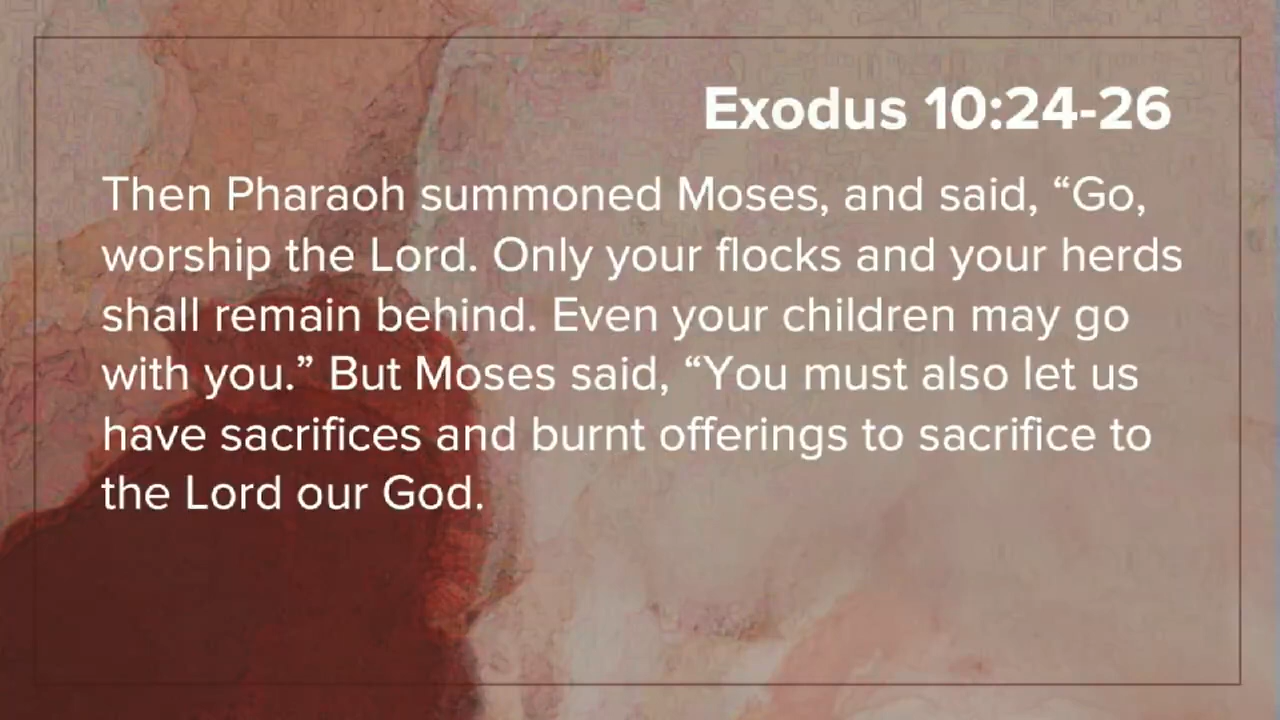 Exodus 10:24-26
Then Pharaoh summoned Moses, and said, “Go,
worship the Lord. Only your flocks and your herds
shall remain behind. Even your children may go
with you.” But Moses said, “You must also let us
have sacrifices and burnt offerings to sacrifice to
the Lord our God.